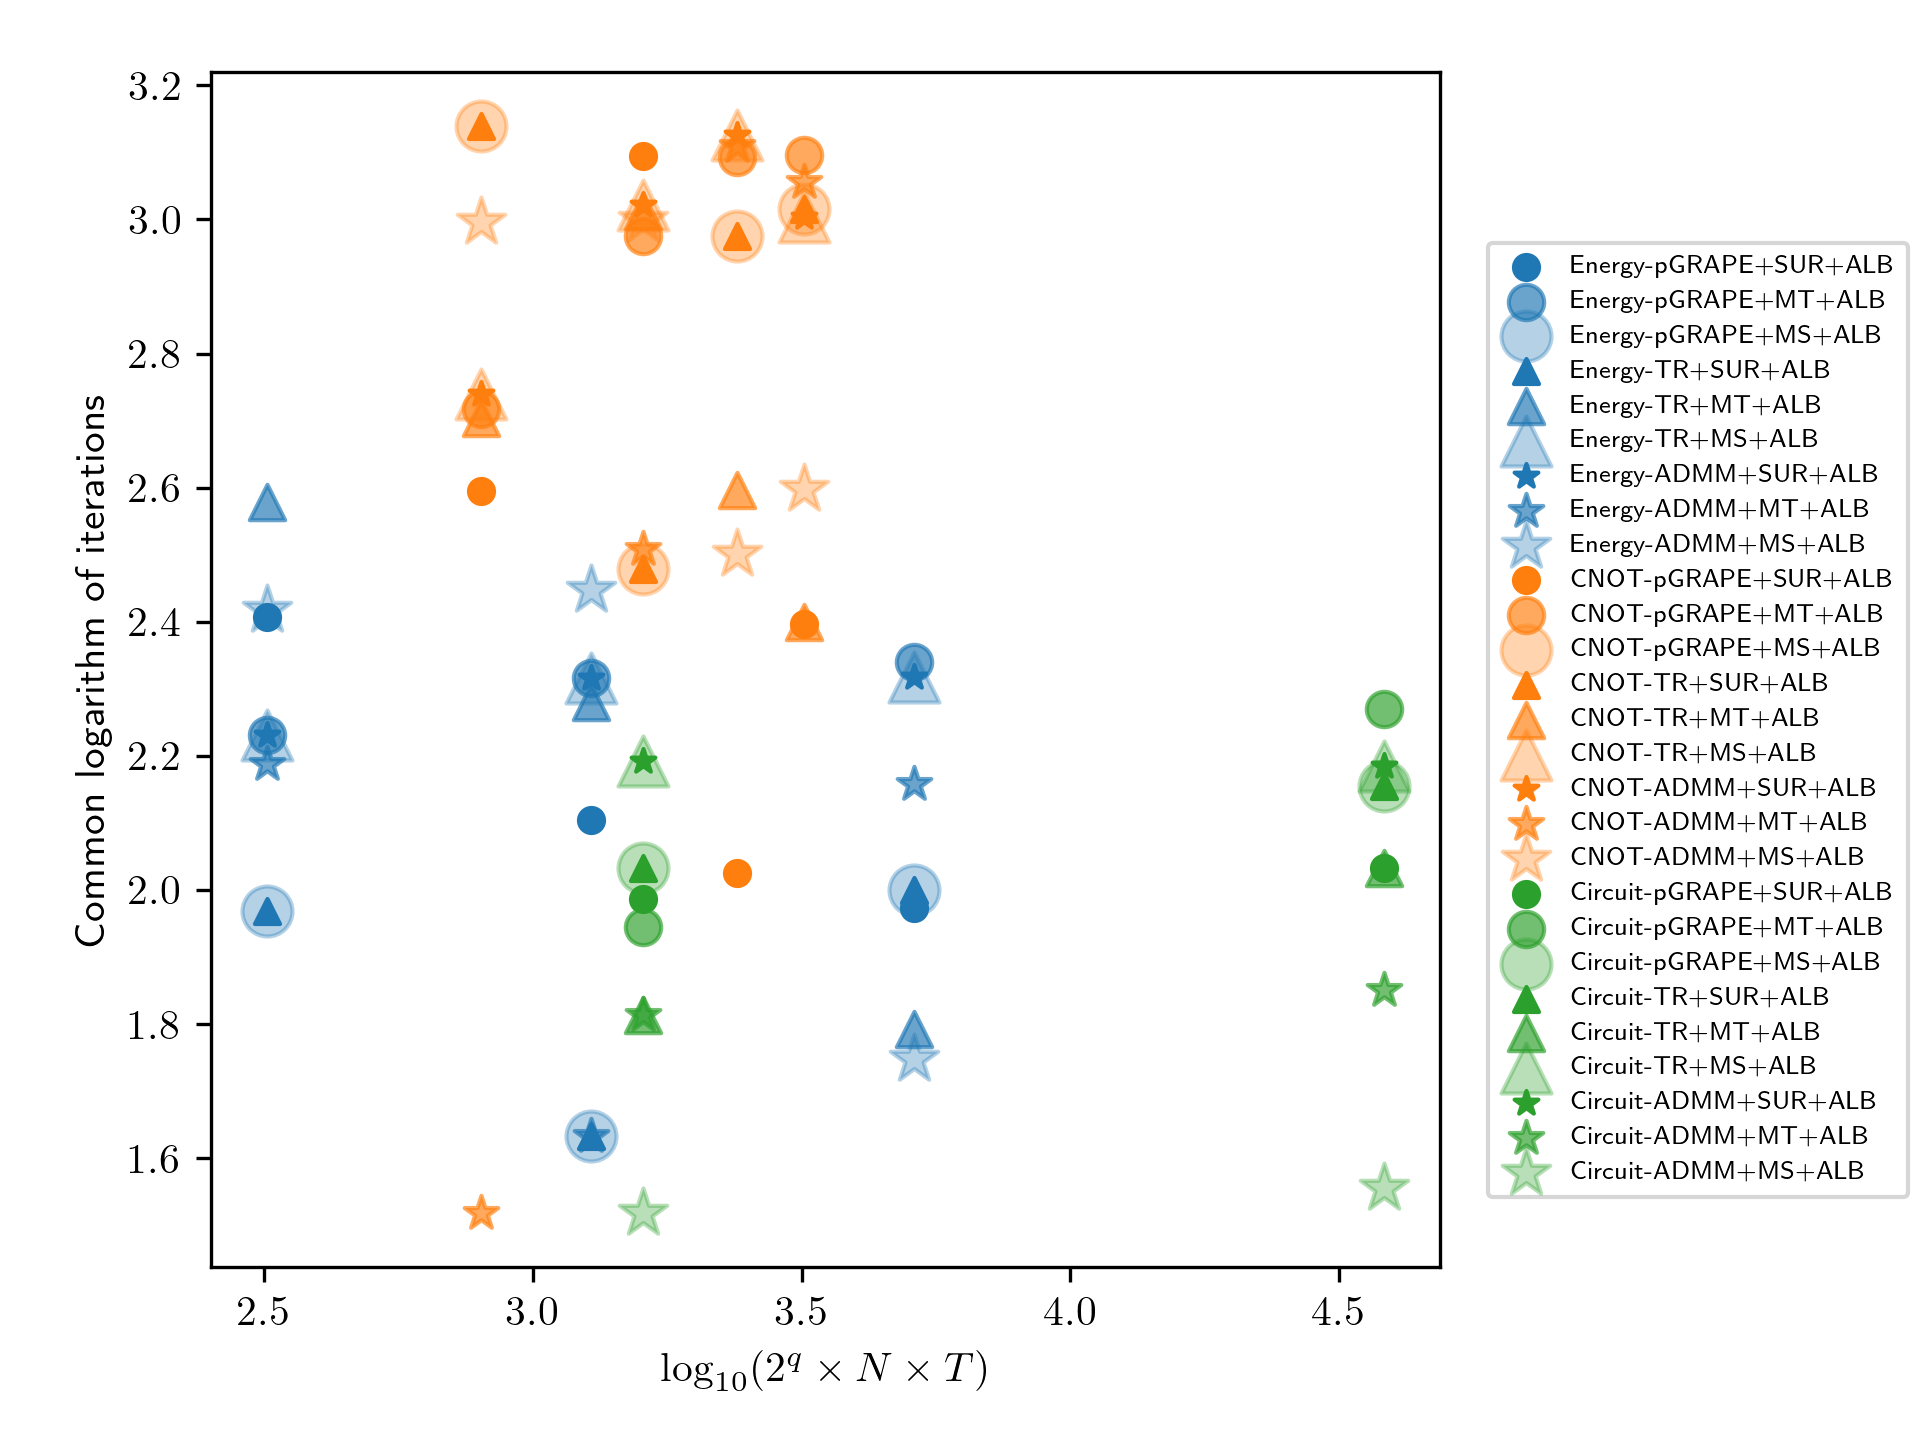 3.2
3.0
2.8
2.6
2.4
2.2
2.0
1.8
1.6
Common logarithm of iterations
2.5 3.0 3.5 4.0 4.5
log₁₀(2^q × N × T)
Energy-pGRAPE+SUR+ALB
Energy-pGRAPE+MT+ALB
Energy-pGRAPE+MS+ALB
Energy-TR+SUR+ALB
Energy-TR+MT+ALB
Energy-TR+MS+ALB
Energy-ADMM+SUR+ALB
Energy-ADMM+MT+ALB
Energy-ADMM+MS+ALB
CNOT-pGRAPE+SUR+ALB
CNOT-pGRAPE+MT+ALB
CNOT-pGRAPE+MS+ALB
CNOT-TR+SUR+ALB
CNOT-TR+MT+ALB
CNOT-TR+MS+ALB
CNOT-ADMM+SUR+ALB
CNOT-ADMM+MT+ALB
CNOT-ADMM+MS+ALB
Circuit-pGRAPE+SUR+ALB
Circuit-pGRAPE+MT+ALB
Circuit-pGRAPE+MS+ALB
Circuit-TR+SUR+ALB
Circuit-TR+MT+ALB
Circuit-TR+MS+ALB
Circuit-ADMM+SUR+ALB
Circuit-ADMM+MT+ALB
Circuit-ADMM+MS+ALB